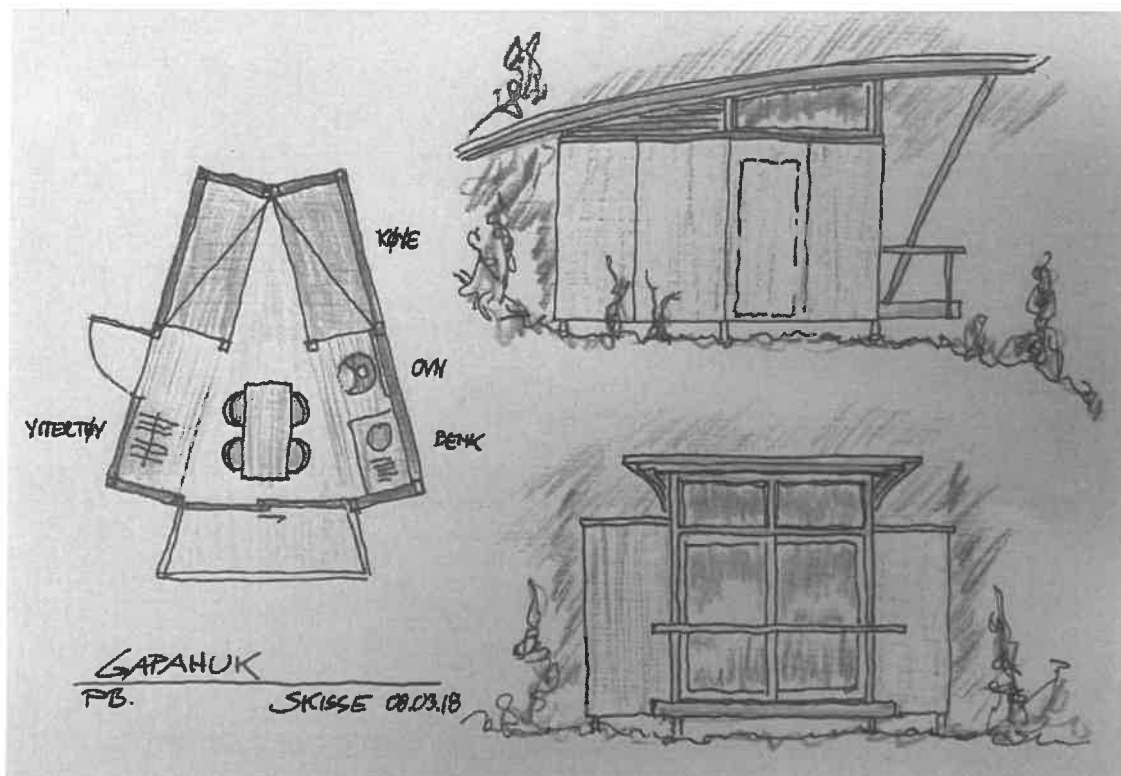 KØYE
OVN
YTTERTØY
BENK
GAPAHUK
PB.
SKISSE 08.03.18